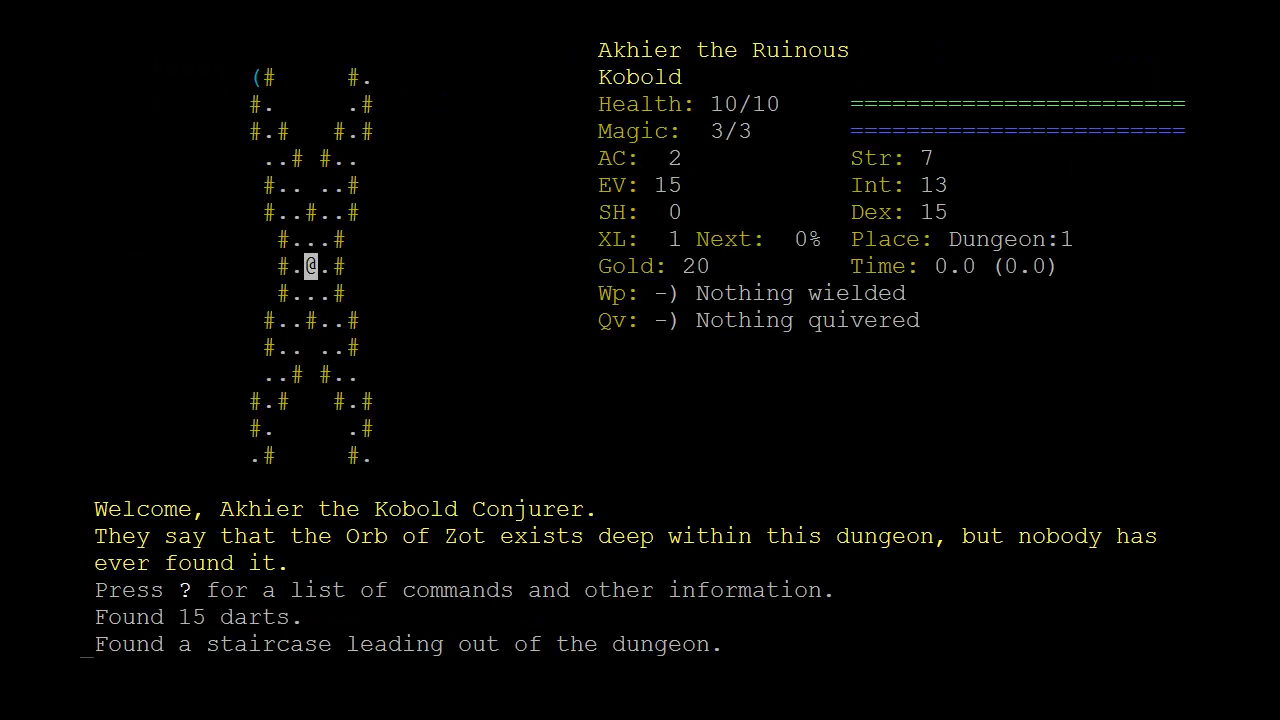 Akhier the Ruinous
(#     #.
Kobold
#.     .#
Health: 10/10 ========================
#.#   #.#
Magic:  3/3 ========================
..# #..
AC:  2 Str: 7
#.. ..#
EV: 15 Int: 13
#..#..#
SH:  0 Dex: 15
#...#
XL:  1 Next:  0% Place: Dungeon:1
#.@.#
Gold: 20 Time: 0.0 (0.0)
#...#
Wp: -) Nothing wielded
#..#..#
Qv: -) Nothing quivered
#.. ..#
..# #..
#.#   #.#
#.     .#
.#     #.
Welcome, Akhier the Kobold Conjurer.
They say that the Orb of Zot exists deep within this dungeon, but nobody has
ever found it.
Press ? for a list of commands and other information.
Found 15 darts.
_Found a staircase leading out of the dungeon.